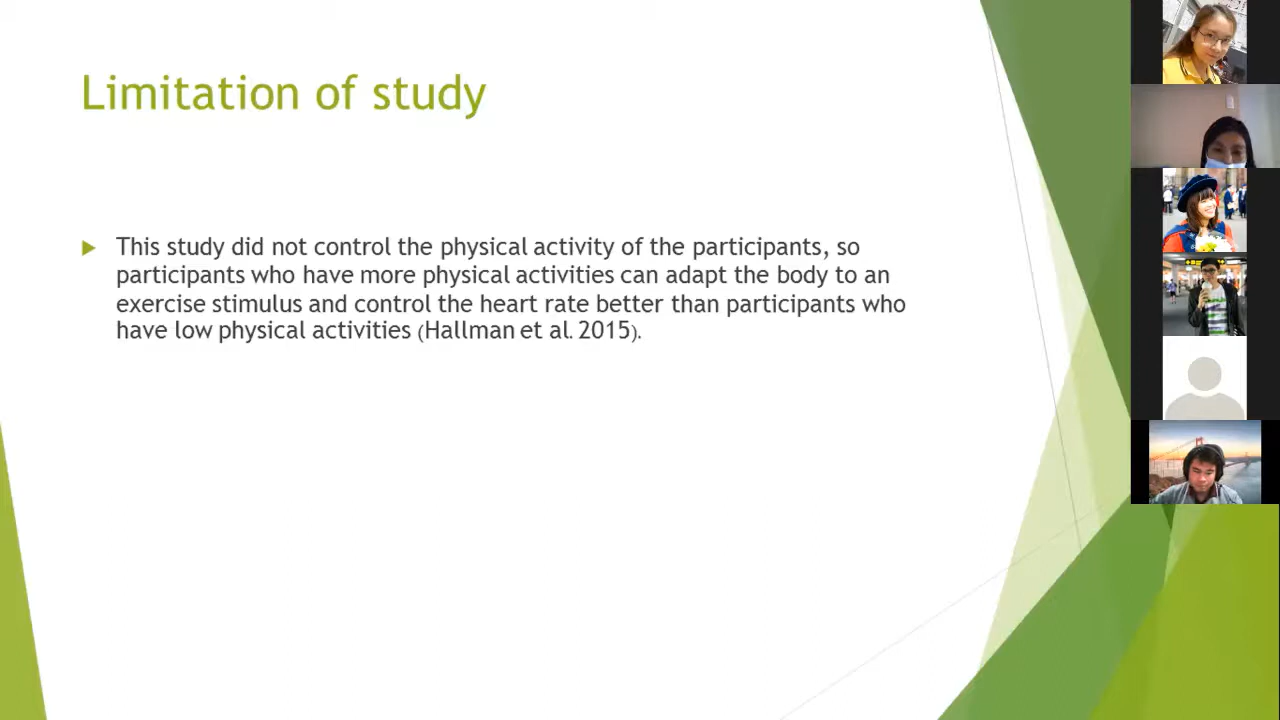 Limitation of study
This study did not control the physical activity of the participants, so
participants who have more physical activities can adapt the body to an
exercise stimulus and control the heart rate better than participants who
have low physical activities (Hallman et al. 2015).